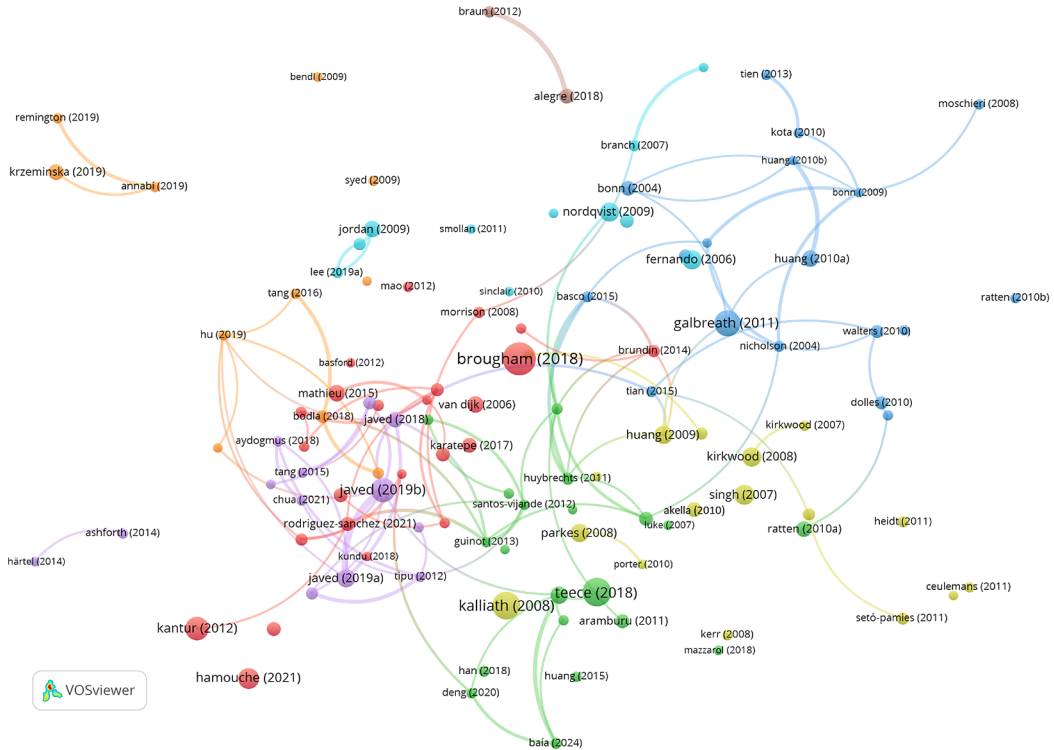 braun (2012)
bendl (2009)
tien (2013)
alegre (2018)
moschieri (2008)
remington (2019)
kota (2010)
branch (2007)
huang (2010b)
krzeminska (2019)
annabi (2019)
syed (2009)
bonn (2004)
bonn (2009)
nordqvist (2009)
jordan (2009)
smollan (2011)
fernando (2006)
huang (2010a)
lee (2019a)
mao (2012)
tang (2016)
sinclair (2010)
basco (2015)
ratten (2010b)
morrison (2008)
galbreath (2011)
hu (2019)
walters (2010)
nicholson (2004)
brundin (2014)
brougham (2018)
basford (2012)
mathieu (2015)
tian (2015)
van dijk (2006)
dolles (2010)
bodla (2018)
javed (2018)
kirkwood (2007)
huang (2009)
aydogmus (2018)
karatepe (2017)
kirkwood (2008)
tang (2015)
huybrechts (2011)
javed (2019b)
singh (2007)
chua (2021)
santos-vijande (2012)
akella (2010)
rodriguez-sanchez (2021)
luke (2007)
ratten (2010a)
heidt (2011)
ashforth (2014)
parkes (2008)
guinot (2013)
kundu (2018)
härtel (2014)
porter (2010)
javed (2019a)
tipu (2012)
teece (2018)
ceulemans (2011)
kalliath (2008)
aramburu (2011)
setó-pamies (2011)
kantur (2012)
kerr (2008)
mazzarol (2018)
han (2018)
huang (2015)
hamouche (2021)
deng (2020)
VOSviewer
baía (2024)